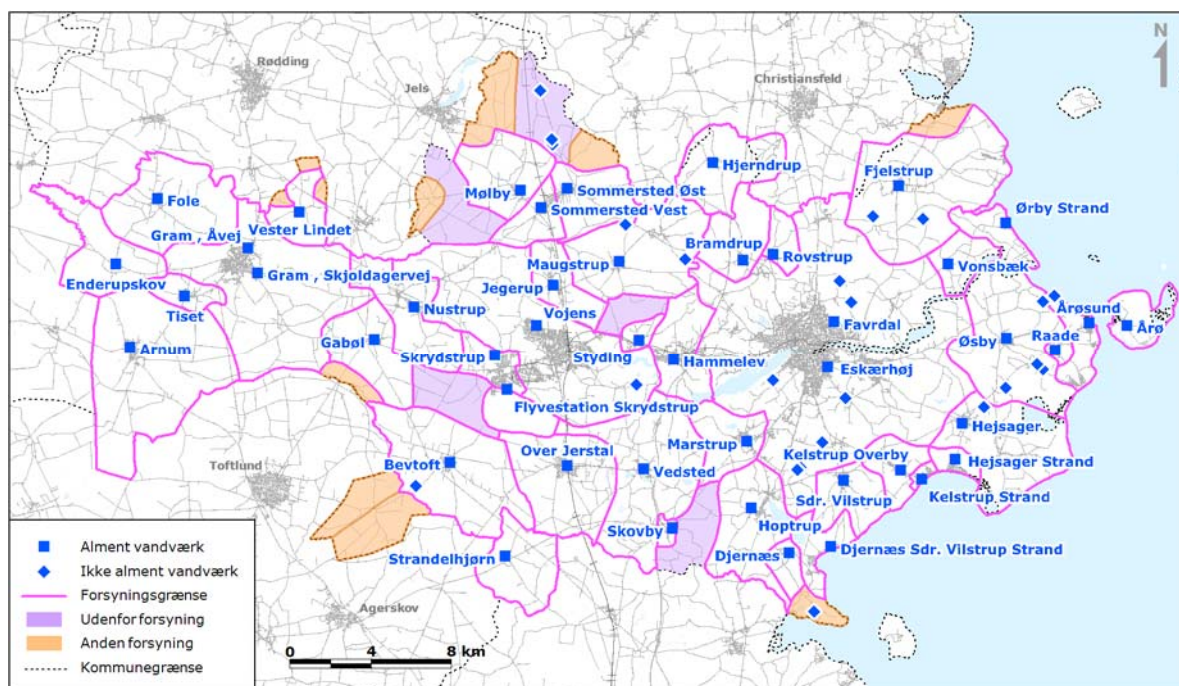 N
Rødding
Jels
Christiansfeld
Hjerndrup
Fjelstrup
Mølby
Sommersted Øst
Fole
Sommersted Vest
Vester Lindet
Ørby Strand
Gram , Åvej
Bramdrup
Rovstrup
Maugstrup
Vonsbæk
Enderupskov
Gram , Skjoldagervej
Jegerup
Tiset
Nustrup
Vojens
Årøsund
Årø
Favrdal
Arnum
Gabøl
Skrydstrup
Styding
Hammelev
Øsby
Raade
Eskærhøj
Flyvestation Skrydstrup
Hejsager
Marstrup
Over Jerstal
Kelstrup Overby
Toftlund
Bevtoft
Vedsted
Hejsager Strand
Sdr. Vilstrup
Kelstrup Strand
Hoptrup
Skovby
Djernæs Sdr. Vilstrup Strand
Strandelhjørn
Djernæs
Agerskov
Alment vandværk
Ikke alment vandværk
Forsyningsgrænse
Udenfor forsyning
Anden forsyning
Kommunegrænse
0 4 8 km